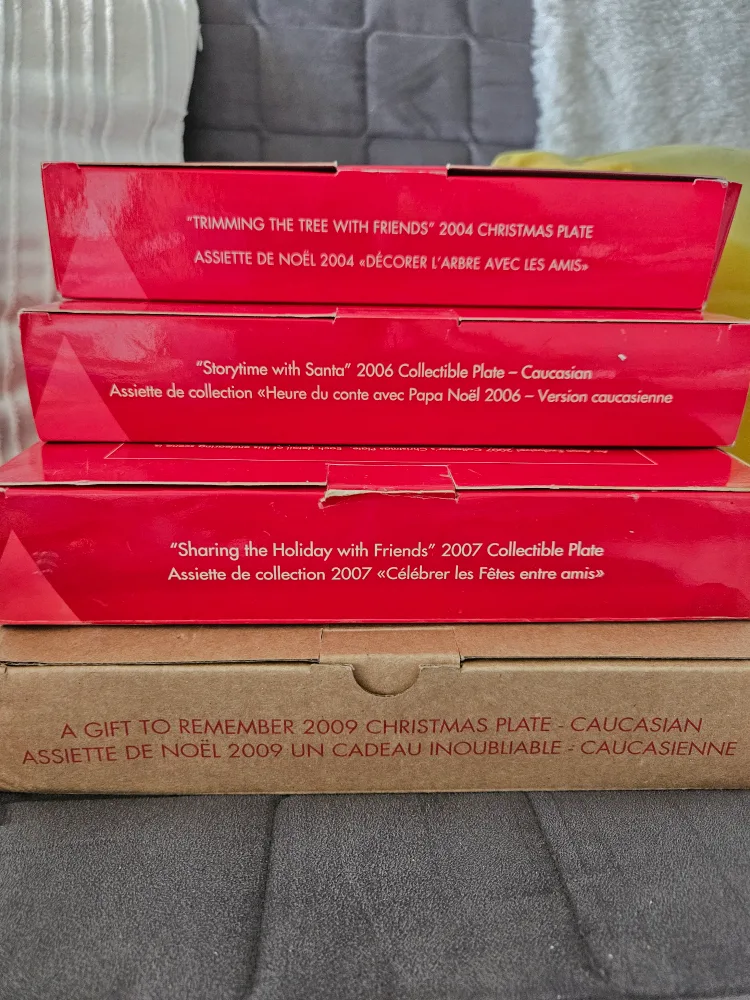 "TRIMMING THE TREE WITH FRIENDS" 2004 CHRISTMAS PLATE
ASSIETTE DE NOËL 2004 «DÉCORER L'ARBRE AVEC LES AMIS»
"Storytime with Santa" 2006 Collectible Plate – Caucasian
Assiette de collection «Heure du conte avec Papa Noël 2006 – Version caucasienne
"Sharing the Holiday with Friends" 2007 Collectible Plate
Assiette de collection 2007 «Célébrer les Fêtes entre amis»
A GIFT TO REMEMBER 2009 CHRISTMAS PLATE - CAUCASIAN
ASSIETTE DE NOËL 2009 UN CADEAU INOUBLIABLE - CAUCASIENNE